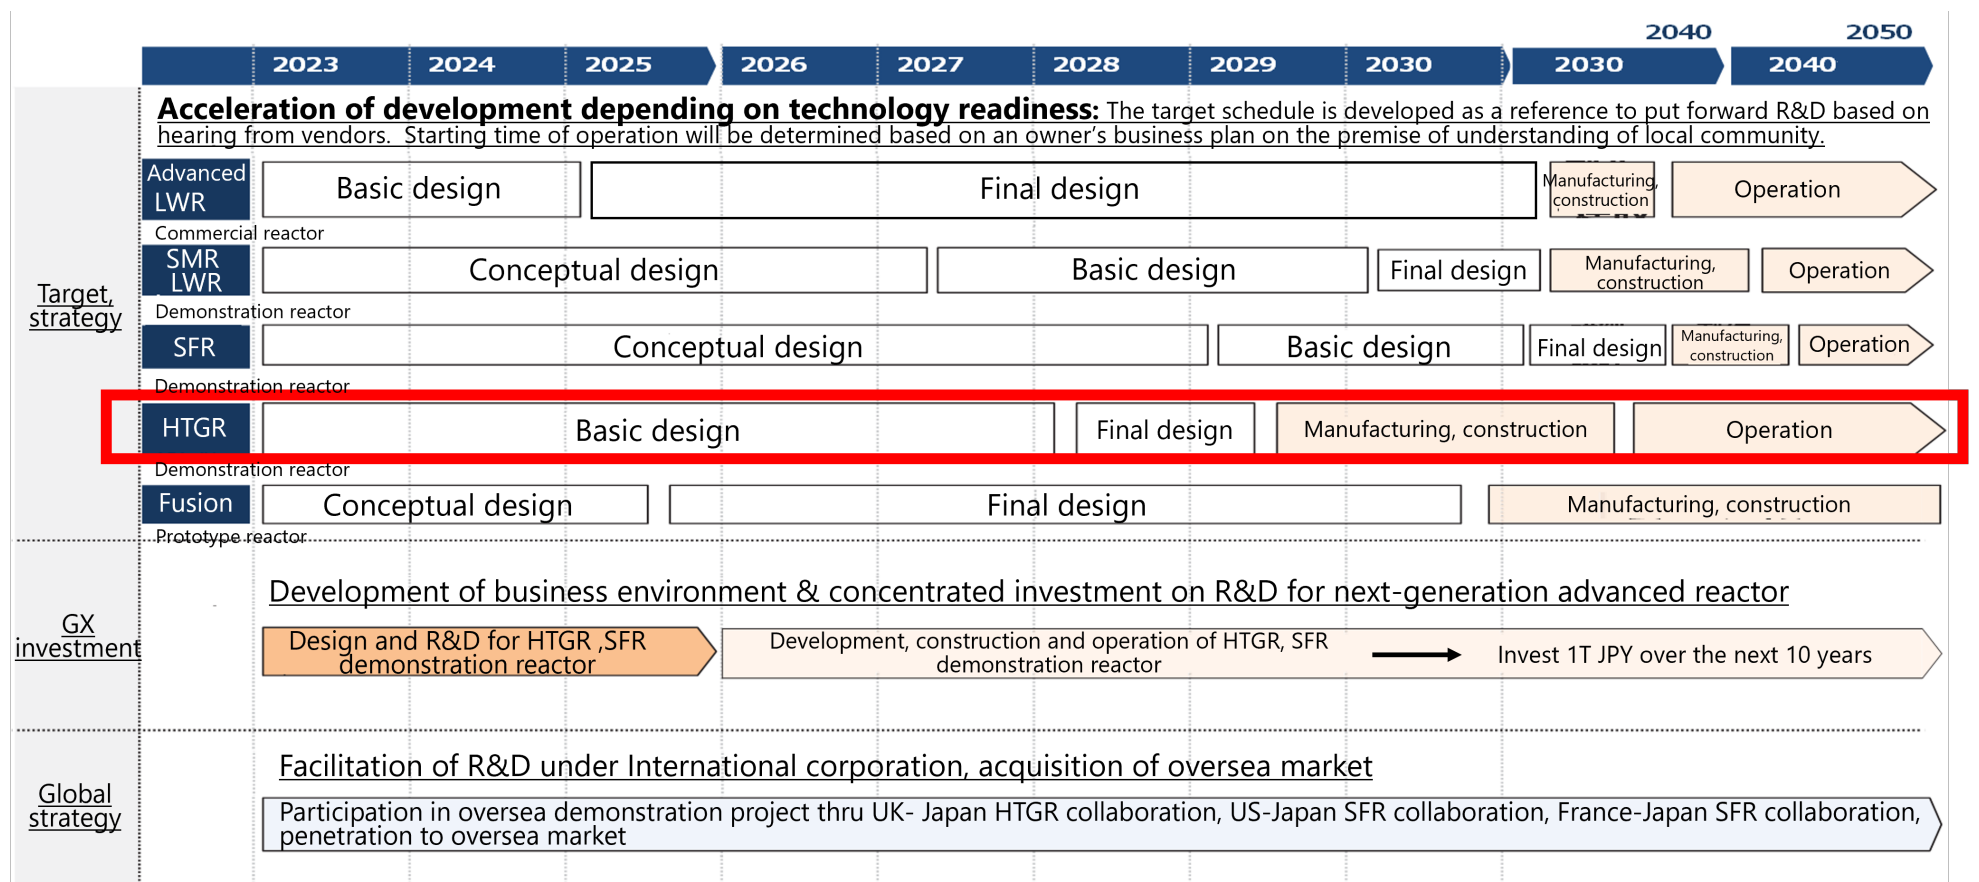 2040 2050
2023 2024 2025 2026 2027 2028 2029 2030 2030 2040
Acceleration of development depending on technology readiness: The target schedule is developed as a reference to put forward R&D based on
hearing from vendors. Starting time of operation will be determined based on an owner's business plan on the premise of understanding of local community.
Target,
strategy
Advanced
LWR
Basic design
Final design
Manufacturing,
construction
Operation
Commercial reactor
SMR
LWR
Conceptual design
Basic design
Final design
Manufacturing,
construction
Operation
Demonstration reactor
SFR
Conceptual design
Basic design
Final design
Manufacturing,
construction
Operation
Demonstration reactor
HTGR
Basic design
Final design
Manufacturing, construction
Operation
Demonstration reactor
Fusion
Conceptual design
Final design
Manufacturing, construction
Prototype reactor
GX
investment
Development of business environment & concentrated investment on R&D for next-generation advanced reactor
Design and R&D for HTGR ,SFR
demonstration reactor
Development, construction and operation of HTGR, SFR
demonstration reactor
Invest 1T JPY over the next 10 years
Global
strategy
Facilitation of R&D under International corporation, acquisition of oversea market
Participation in oversea demonstration project thru UK- Japan HTGR collaboration, US-Japan SFR collaboration, France-Japan SFR collaboration,
penetration to oversea market